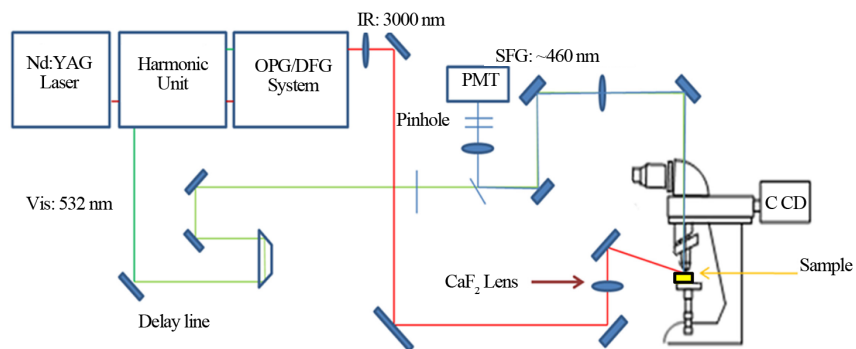 IR: 3000 nm
Nd:YAG
Laser
Harmonic
Unit
OPG/DFG
System
SFG: ~460 nm
PMT
Pinhole
Vis: 532 nm
C CD
Sample
CaF₂ Lens
Delay line